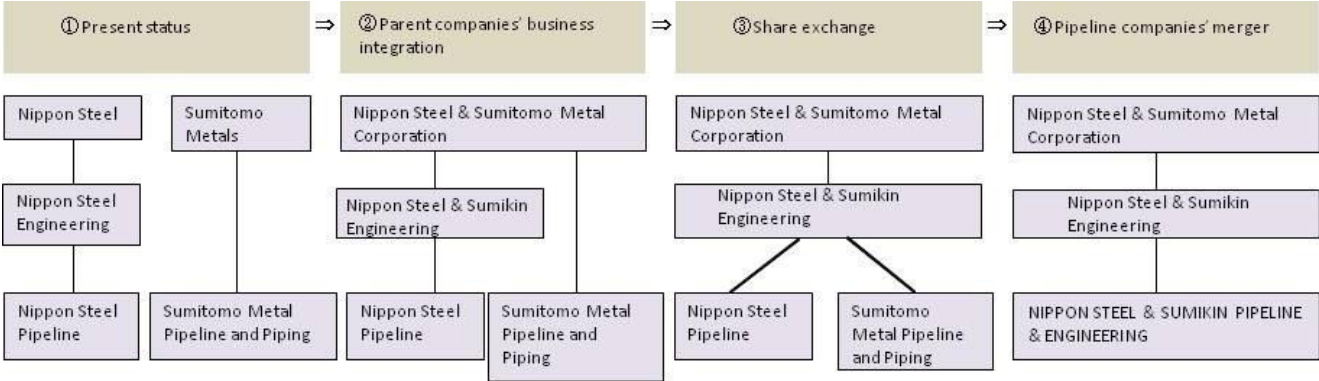 ①Present status
⇒
②Parent companies' business
integration
⇒
③Share exchange
⇒
④Pipeline companies' merger
Nippon Steel
Sumitomo
Metals
Nippon Steel
Engineering
Nippon Steel
Pipeline
Sumitomo Metal
Pipeline and Piping
Nippon Steel & Sumitomo Metal
Corporation
Nippon Steel & Sumikin
Engineering
Nippon Steel
Pipeline
Sumitomo Metal
Pipeline and
Piping
Nippon Steel & Sumitomo Metal
Corporation
Nippon Steel & Sumikin
Engineering
Nippon Steel
Pipeline
Sumitomo
Metal Pipeline
and Piping
Nippon Steel & Sumitomo Metal
Corporation
Nippon Steel & Sumikin
Engineering
NIPPON STEEL & SUMIKIN PIPELINE
& ENGINEERING